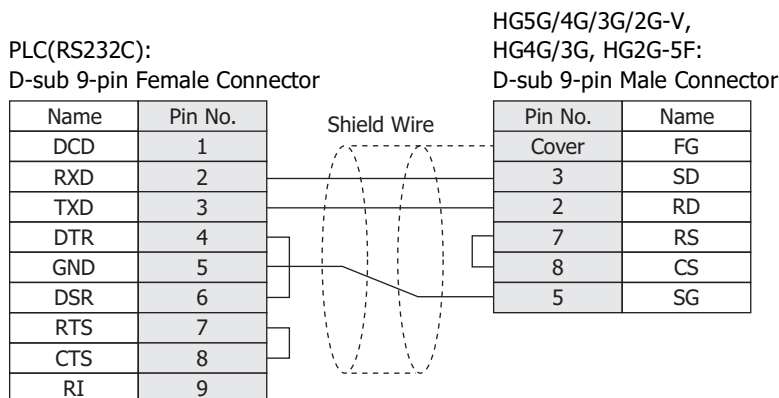 PLC(RS232C):
D-sub 9-pin Female Connector
HG5G/4G/3G/2G-V,
HG4G/3G, HG2G-5F:
D-sub 9-pin Male Connector
Name Pin No.
DCD 1
RXD 2
TXD 3
DTR 4
GND 5
DSR 6
RTS 7
CTS 8
RI 9
Shield Wire
Pin No. Name
Cover FG
3 SD
2 RD
7 RS
8 CS
5 SG